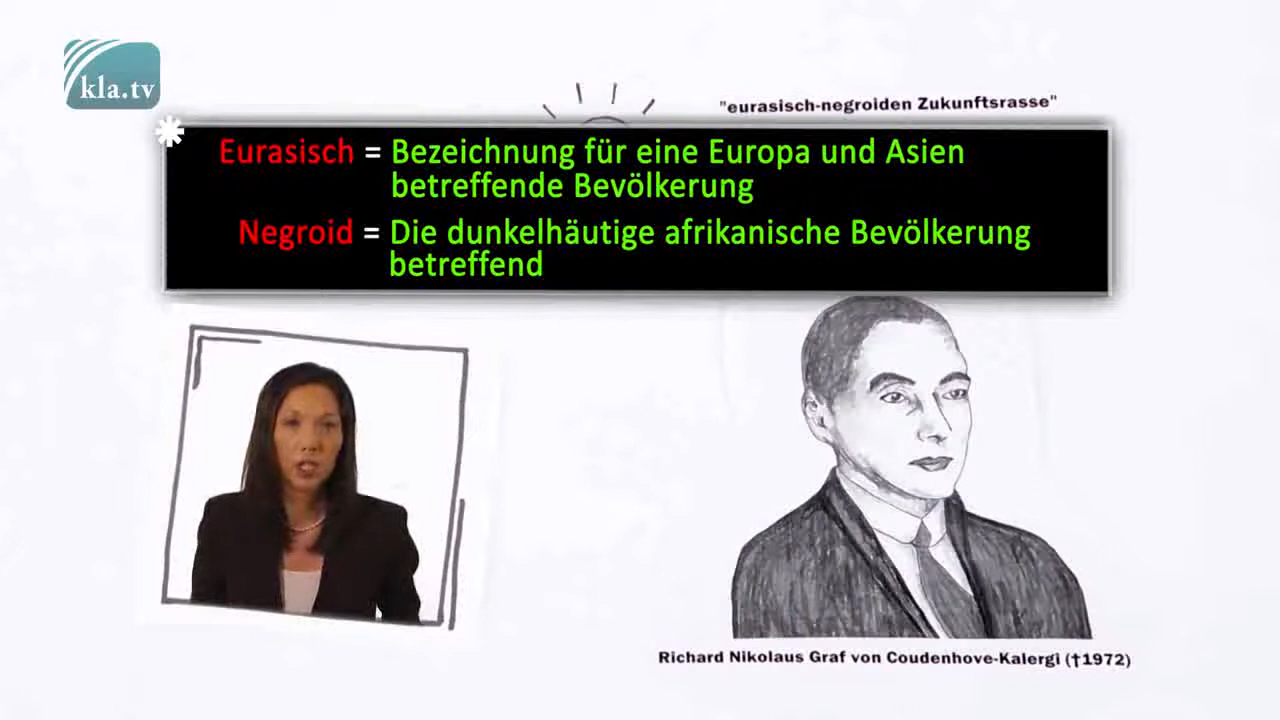 kla.tv
"eurasisch-negroiden Zukunftsrasse"
* Eurasisch = Bezeichnung für eine Europa und Asien
betreffende Bevölkerung
Negroid = Die dunkelhäutige afrikanische Bevölkerung
betreffend
Richard Nikolaus Graf von Coudenhove-Kalergi (†1972)